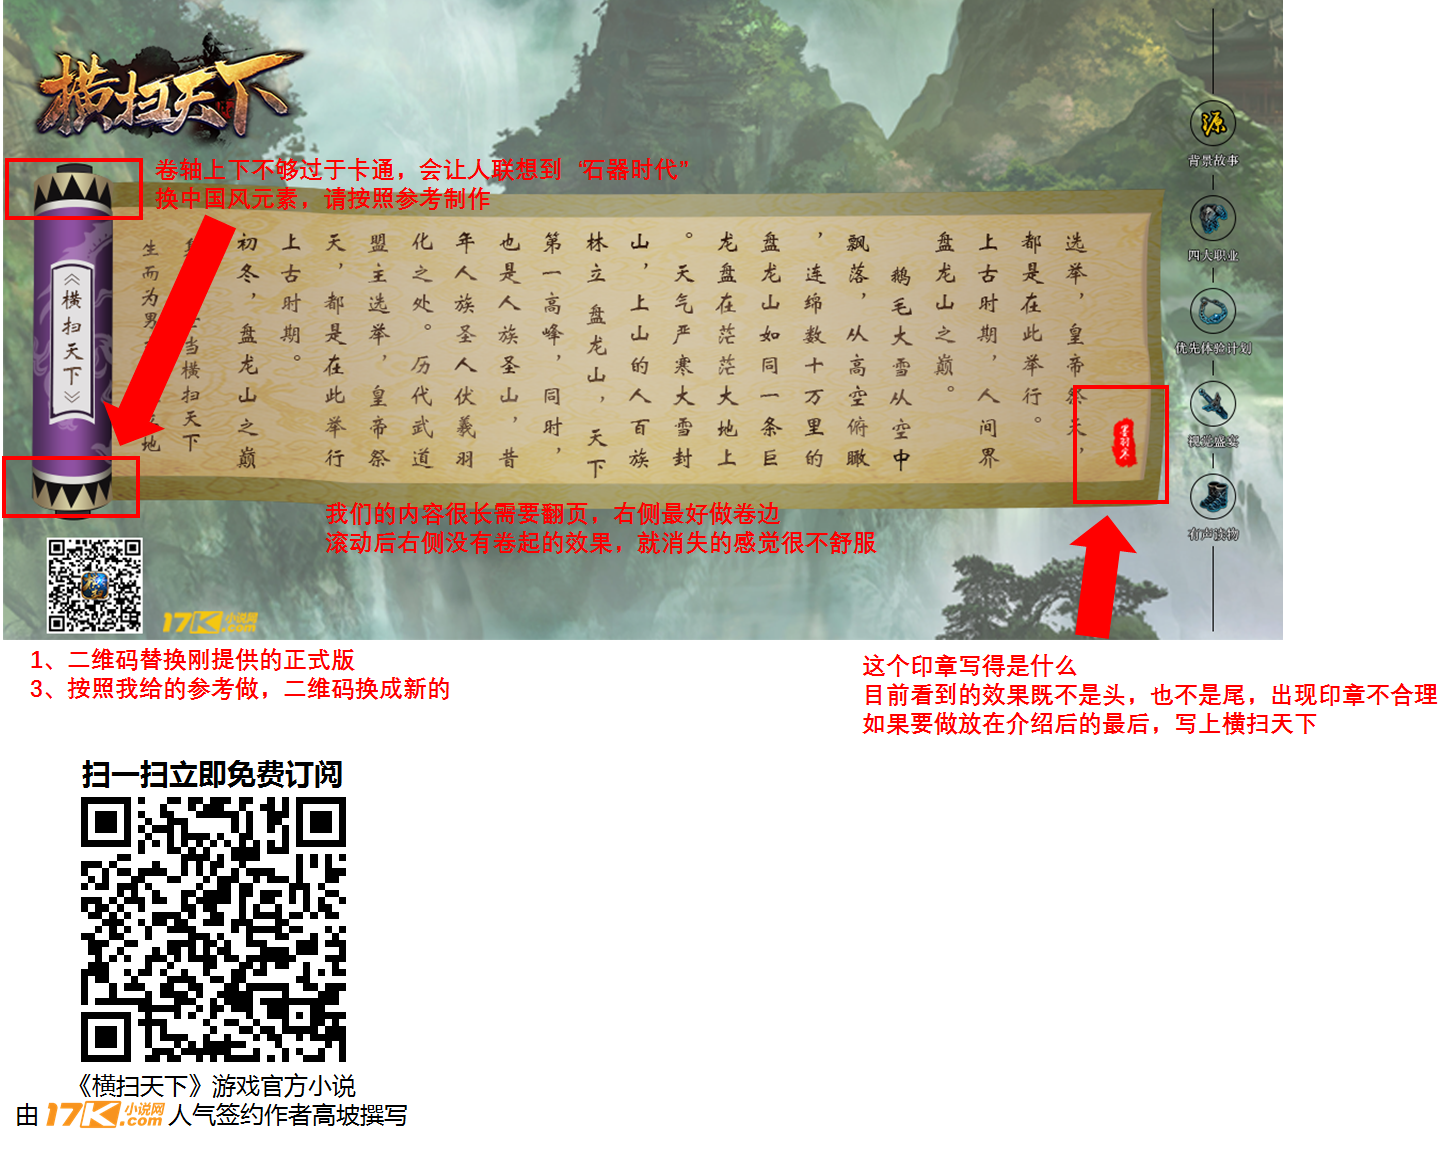 横扫天下
卷轴上下不够过于卡通，会让人联想到“石器时代”
换中国风元素，请按照参考制作
《横扫天下》
选举，皇帝祭天，
都是在此举行。
上古时期，人间界
盘龙山之巅。
鹅毛大雪从空中
飘落，从高空俯瞰
，连绵数十万里的
盘龙山如同一条巨
龙盘在茫茫大地上
。天气严寒大雪封
山，上山的人百族
林立 盘龙山，天下
第一高峰，同时，
也是人族圣山，昔
年人族圣人伏羲羽
化之处。历代武道
盟主选举，皇帝祭
天，都是在此举行
上古时期。
初冬，盘龙山之巅
当横扫天下
生而为男 地
源
背景故事
四大职业
优先体验计划
视觉盛宴
有声读物
我们的内容很长需要翻页，右侧最好做卷边
滚动后右侧没有卷起的效果，就消失的感觉很不舒服
17K小说网.com
1、二维码替换刚提供的正式版
3、按照我给的参考做，二维码换成新的
这个印章写得是什么
目前看到的效果既不是头，也不是尾，出现印章不合理
如果要做放在介绍后的最后，写上横扫天下
扫一扫立即免费订阅
《横扫天下》游戏官方小说
由 17K小说网.com 人气签约作者高坡撰写